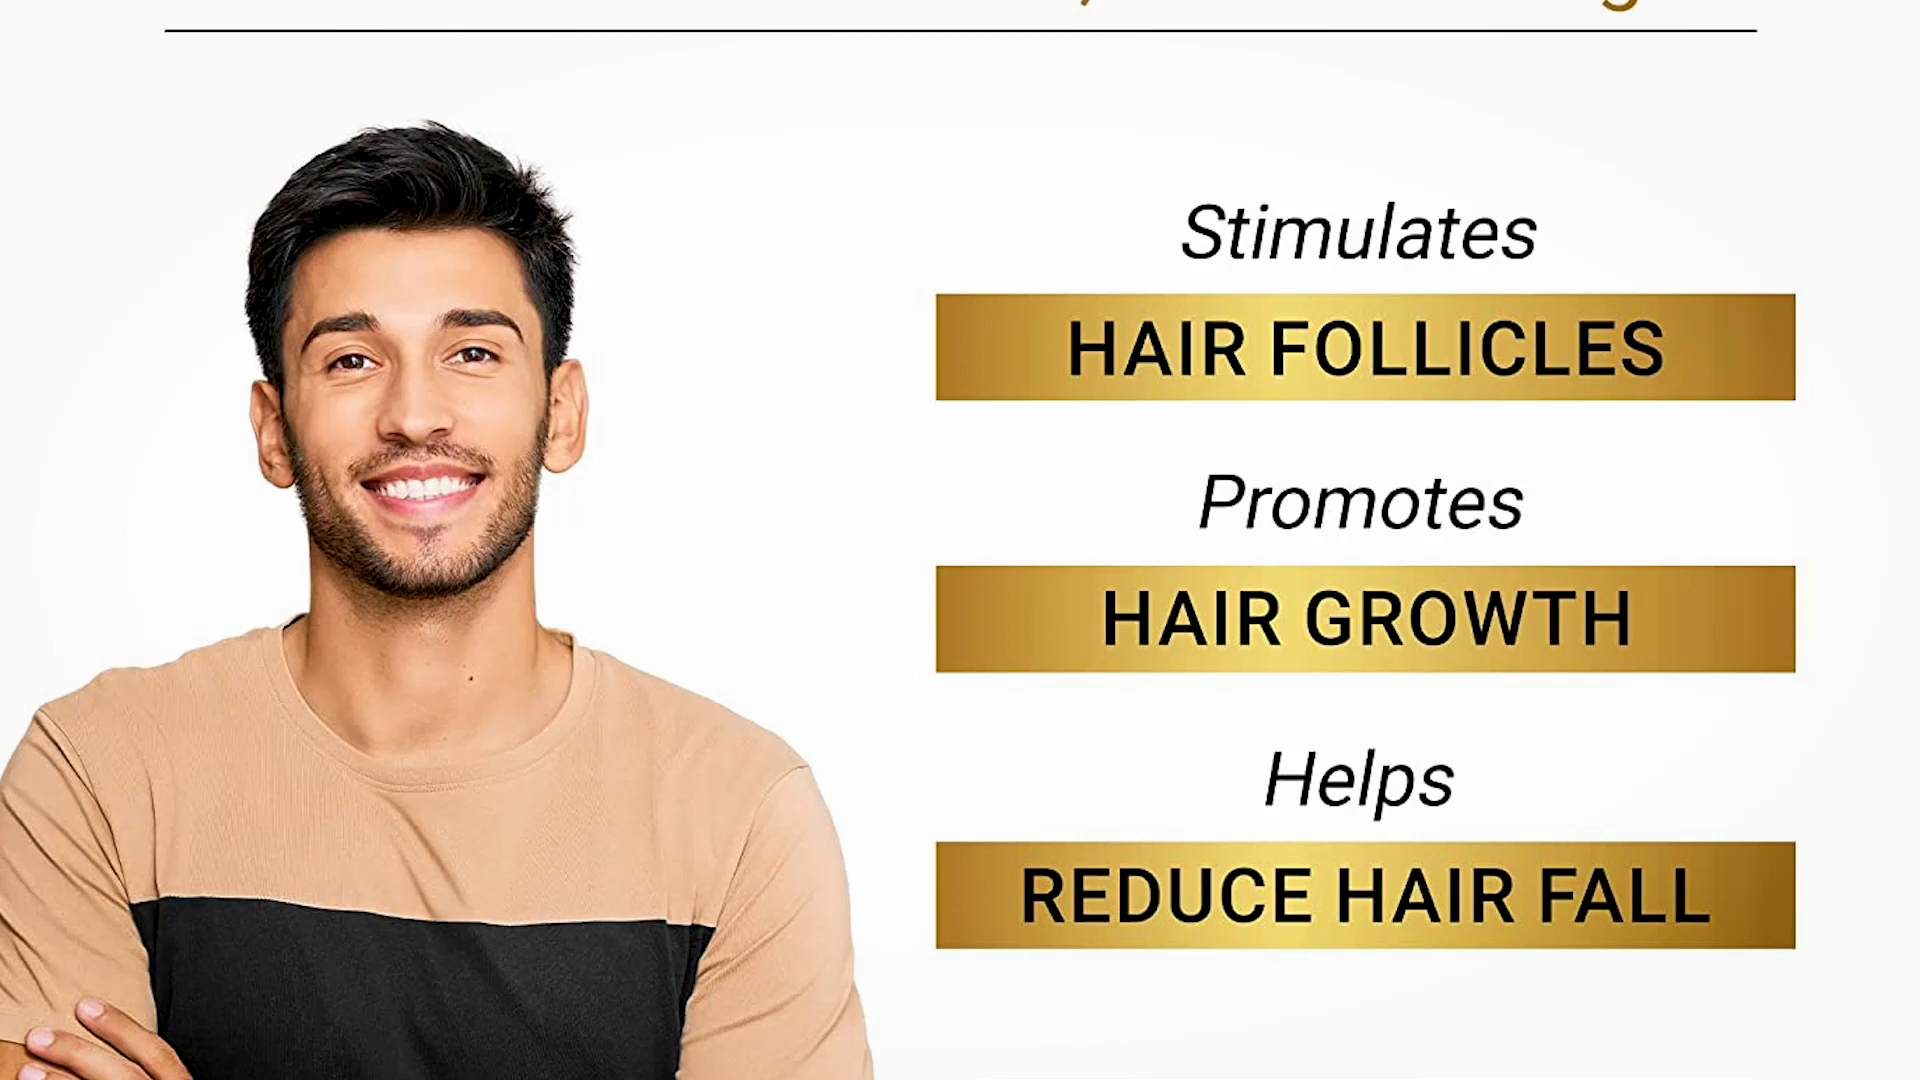 Stimulates
HAIR FOLLICLES
Promotes
HAIR GROWTH
Helps
REDUCE HAIR FALL